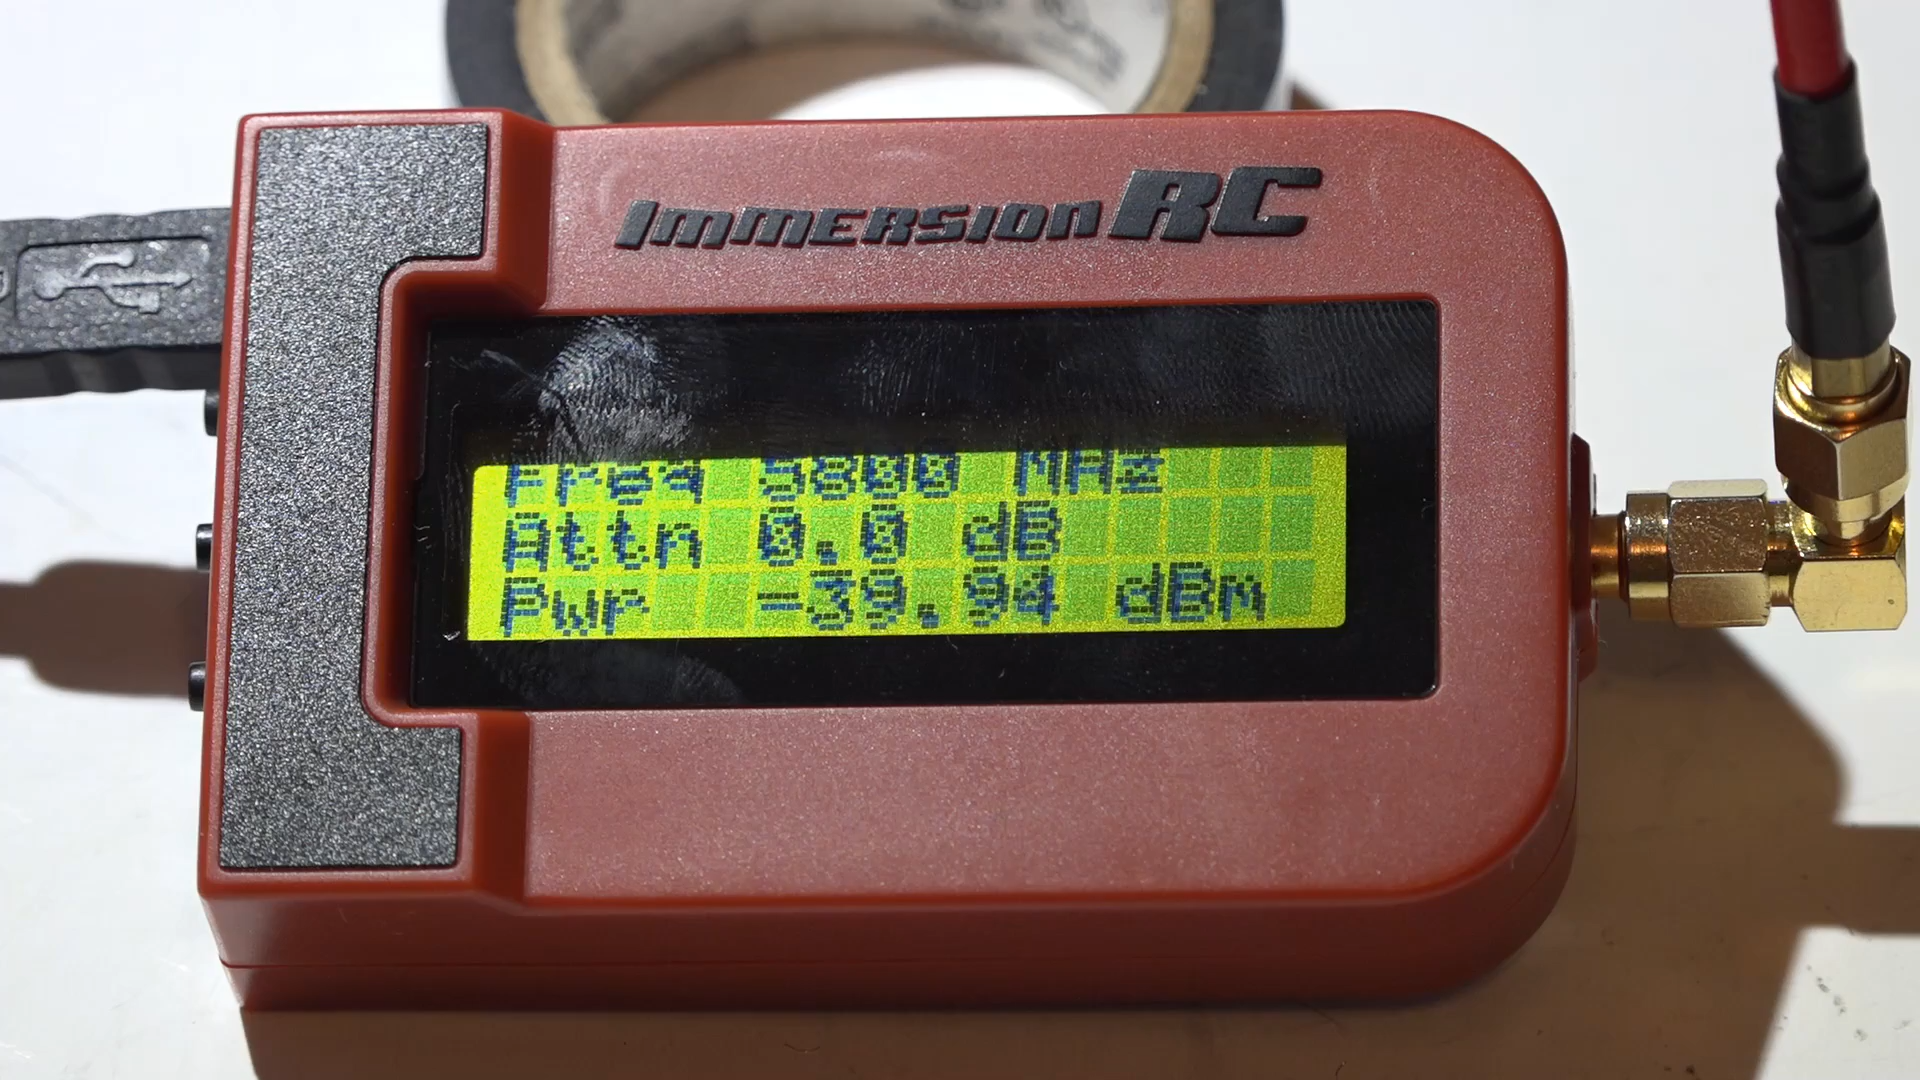 ImmersionRC
Freq 5800 MHz
Attn 0.0 dB
Pwr -39.94 dBm